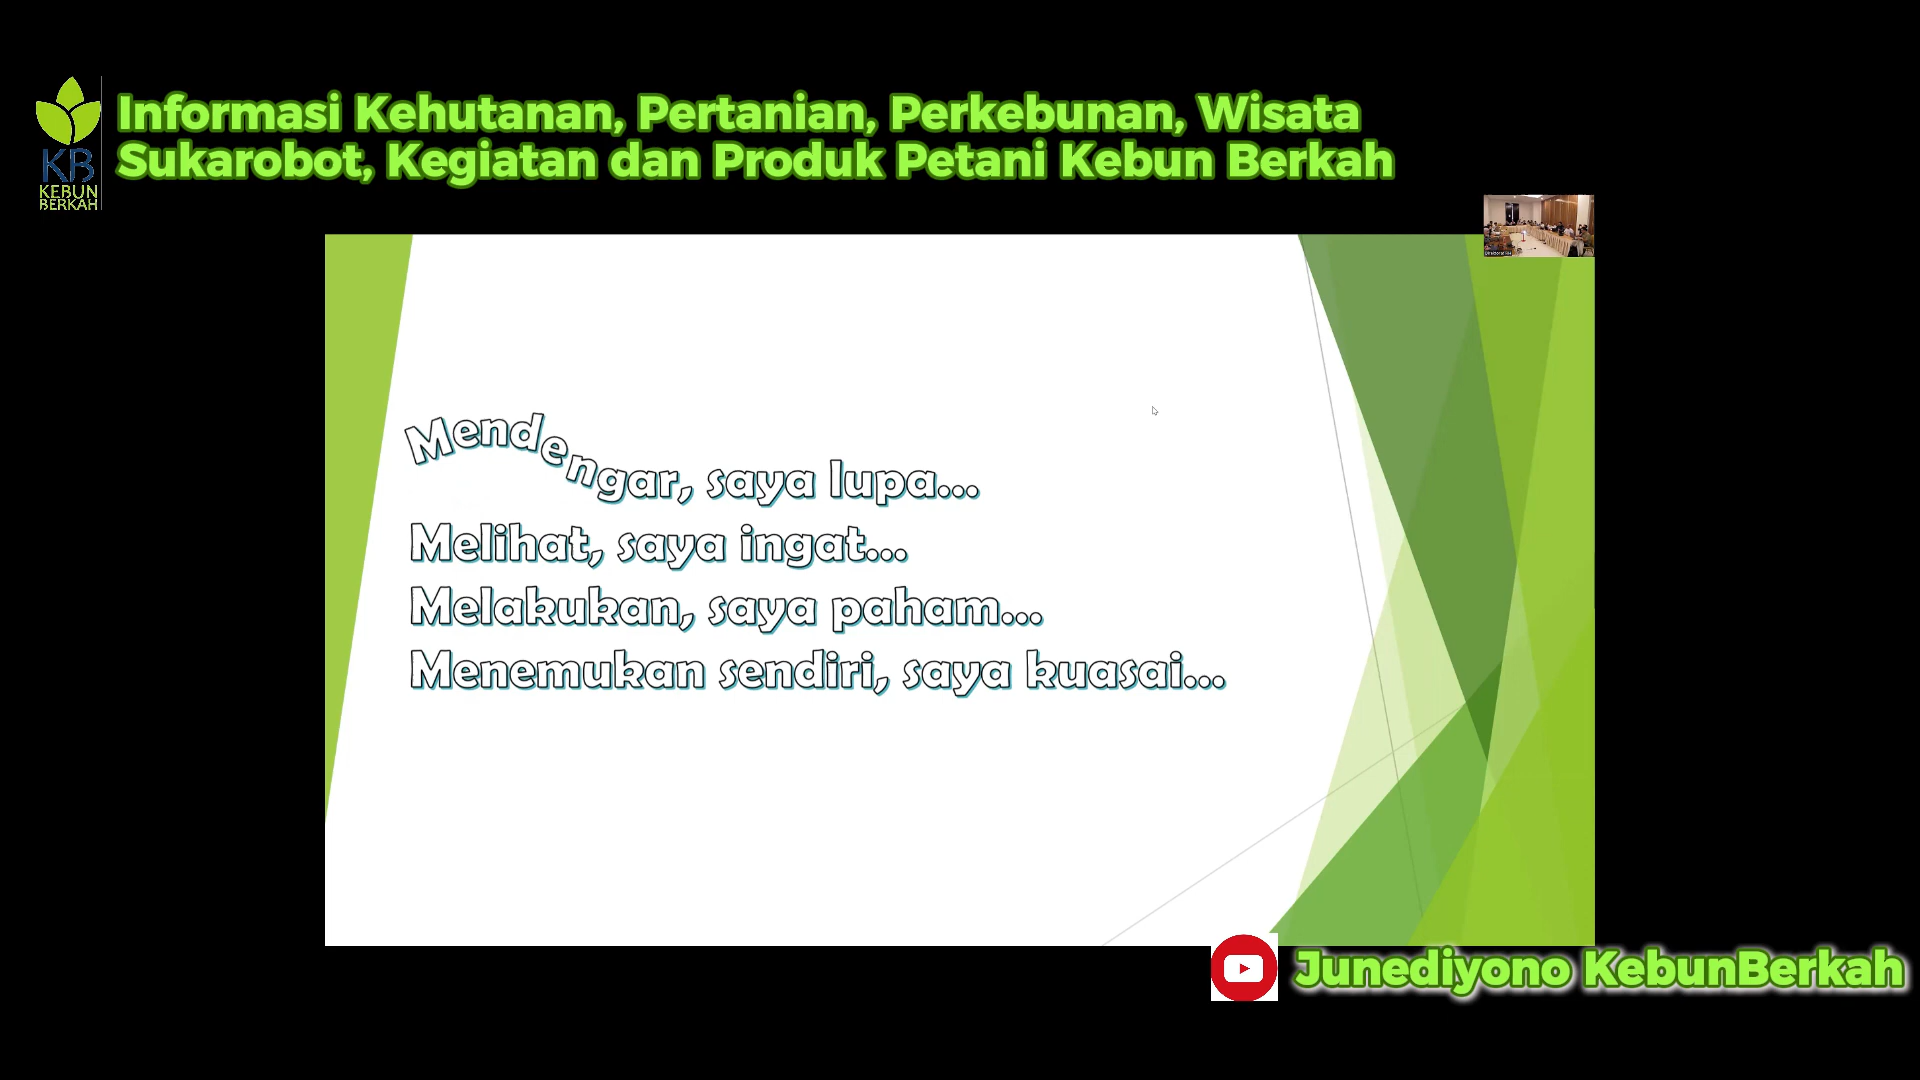 Informasi Kehutanan, Pertanian, Perkebunan, Wisata
Sukarobot, Kegiatan dan Produk Petani Kebun Berkah
KB
KEBUN
BERKAH
Mendengar, saya lupa...
Melihat, saya ingat...
Melakukan, saya paham...
Menemukan sendiri, saya kuasai...
Junediyono KebunBerkah